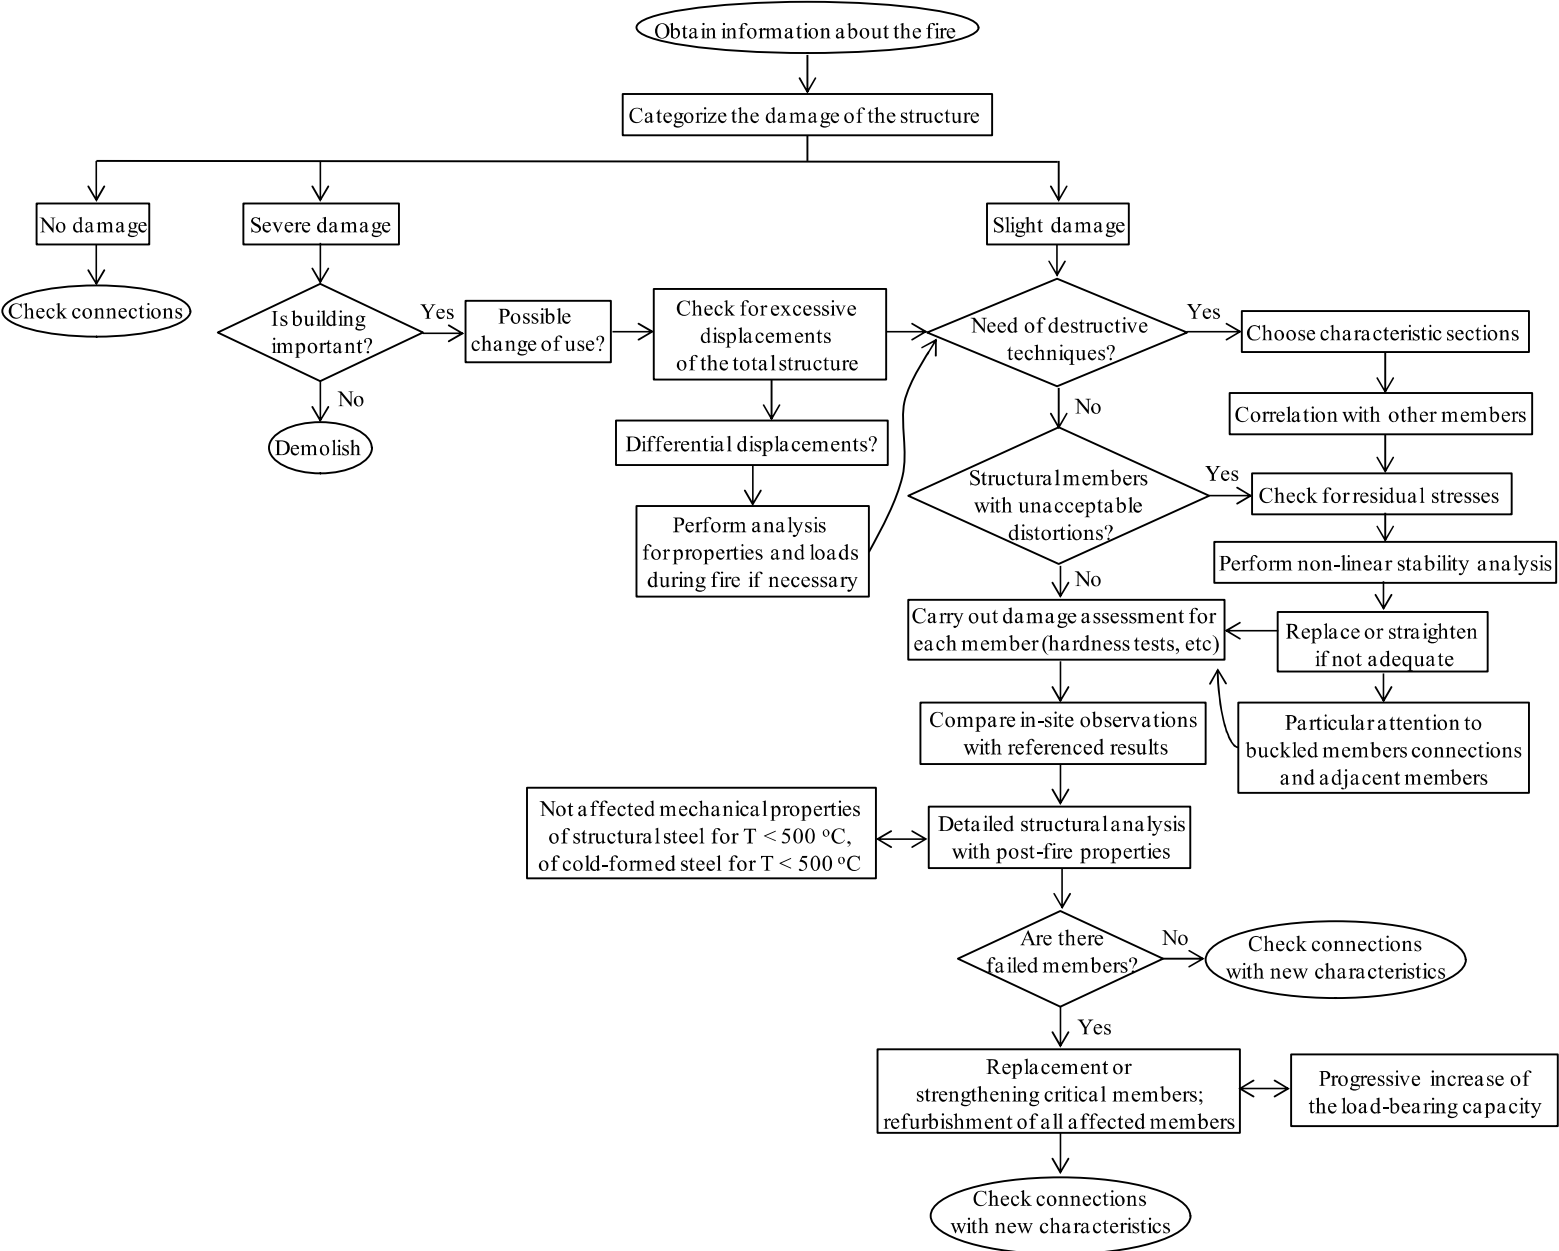 Obtain information about the fire
Categorize the damage of the structure
No damage
Severe damage
Slight damage
Check connections
Is building
important?
Yes
No
Demolish
Possible
change of use?
Check for excessive
displacements
of the total structure
Differential displacements?
Perform analysis
for properties and loads
during fire if necessary
Need of destructive
techniques?
Yes
No
Choose characteristic sections
Correlation with other members
Structural members
with unacceptable
distortions?
Yes
No
Check for residual stresses
Perform non-linear stability analysis
Replace or straighten
if not adequate
Particular attention to
buckled members connections
and adjacent members
Carry out damage assessment for
each member (hardness tests, etc)
Compare in-site observations
with referenced results
Not affected mechanical properties
of structural steel for T < 500 °C,
of cold-formed steel for T < 500 °C
Detailed structural analysis
with post-fire properties
Are there
failed members?
No
Yes
Check connections
with new characteristics
Replacement or
strengthening critical members;
refurbishment of all affected members
Progressive increase of
the load-bearing capacity
Check connections
with new characteristics